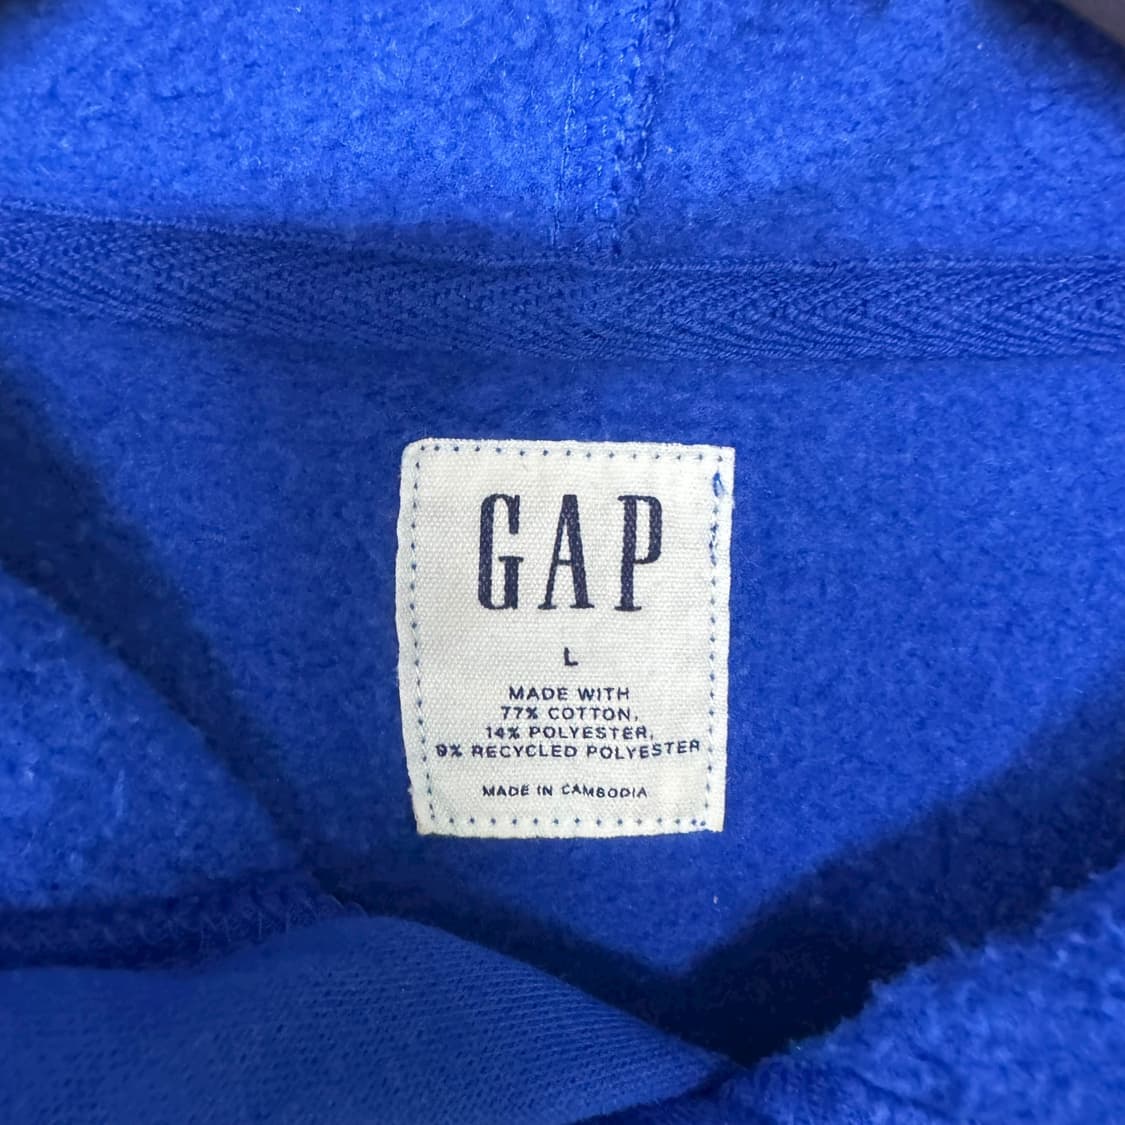 GAP
L
MADE WITH
77% COTTON,
14% POLYESTER,
9% RECYCLED POLYESTER
MADE IN CAMBODIA